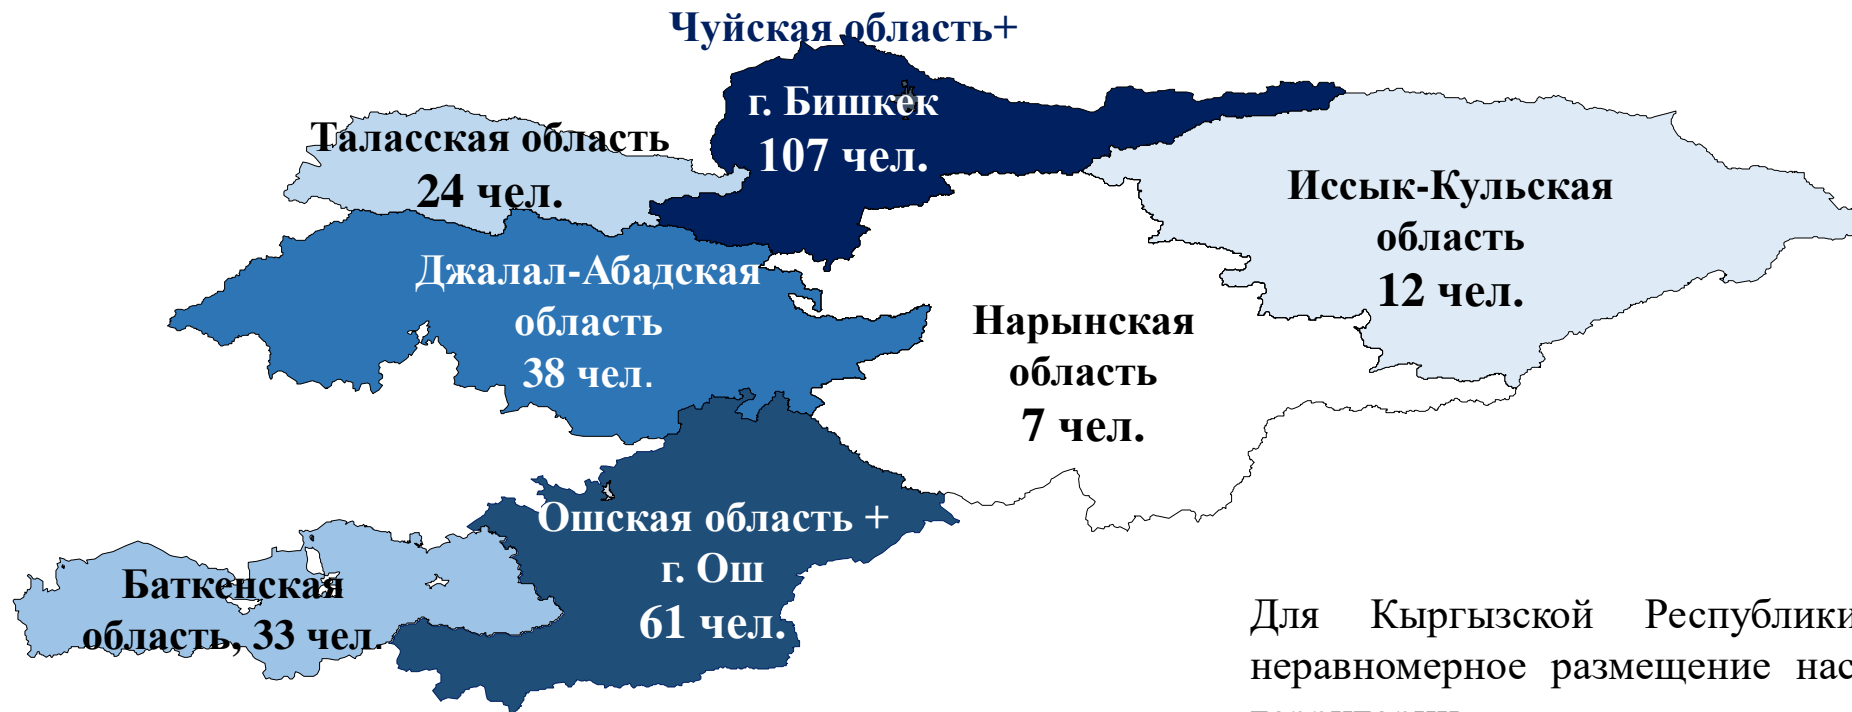 Чуйская область+
г. Бишкек
107 чел.
Таласская область
24 чел.
Иссык-Кульская
область
12 чел.
Джалал-Абадская
область
38 чел.
Нарынская
область
7 чел.
Ошская область +
г. Ош
61 чел.
Баткенская
область, 33 чел.
Для Кыргызской Республики
неравномерное размещение нас